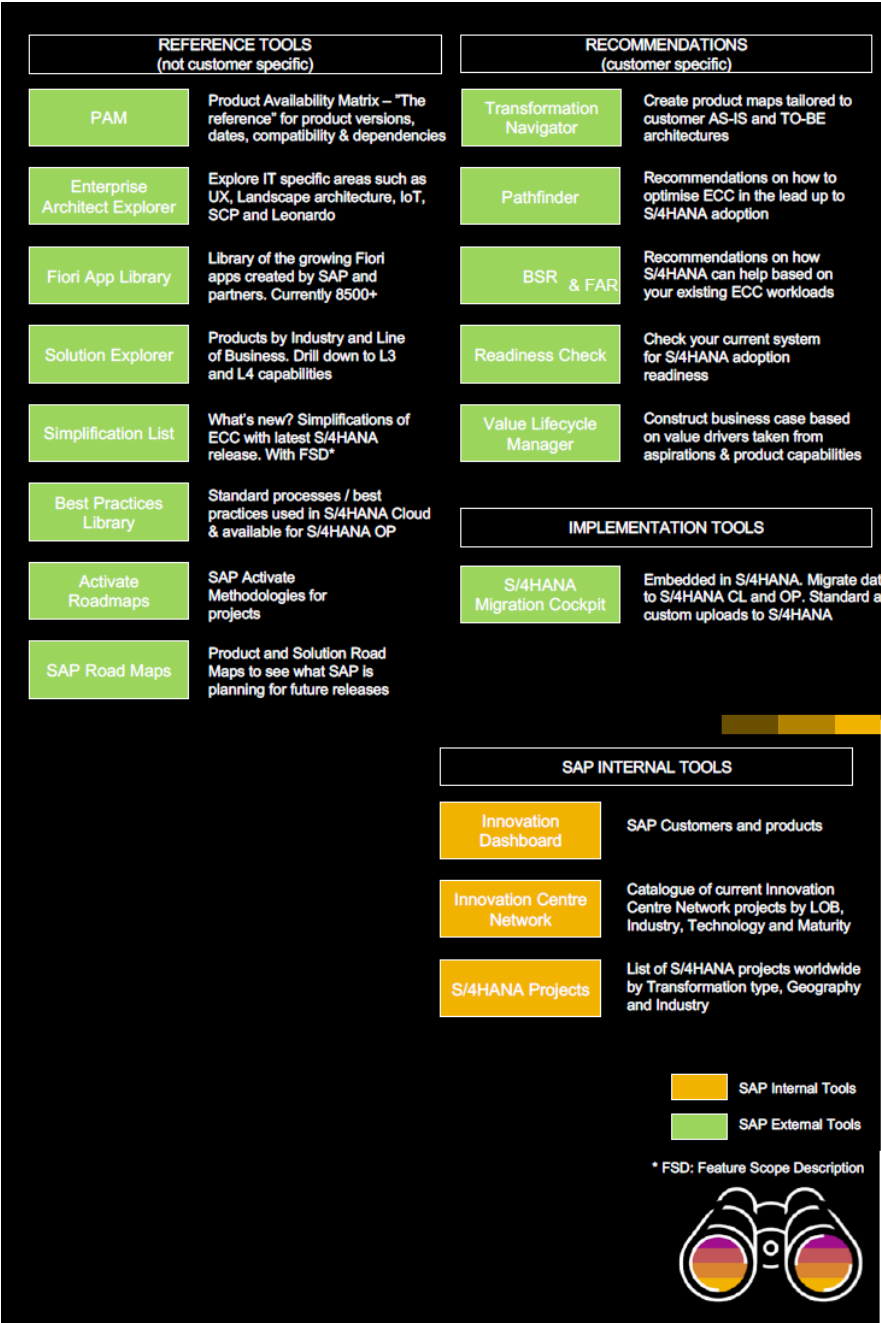 REFERENCE TOOLS
(not customer specific)
PAM
Product Availability Matrix – "The
reference" for product versions,
dates, compatibility & dependencies
Enterprise
Architect Explorer
Explore IT specific areas such as
UX, Landscape architecture, IoT,
SCP and Leonardo
Fiori App Library
Library of the growing Fiori
apps created by SAP and
partners. Currently 8500+
Solution Explorer
Products by Industry and Line
of Business. Drill down to L3
and L4 capabilities
Simplification List
What's new? Simplifications of
ECC with latest S/4HANA
release. With FSD*
Best Practices
Library
Standard processes / best
practices used in S/4HANA Cloud
& available for S/4HANA OP
Activate
Roadmaps
SAP Activate
Methodologies for
projects
SAP Road Maps
Product and Solution Road
Maps to see what SAP is
planning for future releases
RECOMMENDATIONS
(customer specific)
Transformation
Navigator
Create product maps tailored to
customer AS-IS and TO-BE
architectures
Pathfinder
Recommendations on how to
optimise ECC in the lead up to
S/4HANA adoption
BSR & FAR
Recommendations on how
S/4HANA can help based on
your existing ECC workloads
Readiness Check
Check your current system
for S/4HANA adoption
readiness
Value Lifecycle
Manager
Construct business case based
on value drivers taken from
aspirations & product capabilities
IMPLEMENTATION TOOLS
S/4HANA
Migration Cockpit
Embedded in S/4HANA. Migrate dat
to S/4HANA CL and OP. Standard a
custom uploads to S/4HANA
SAP INTERNAL TOOLS
Innovation
Dashboard
SAP Customers and products
Innovation Centre
Network
Catalogue of current Innovation
Centre Network projects by LOB,
Industry, Technology and Maturity
S/4HANA Projects
List of S/4HANA projects worldwide
by Transformation type, Geography
and Industry
SAP Internal Tools
SAP External Tools
* FSD: Feature Scope Description